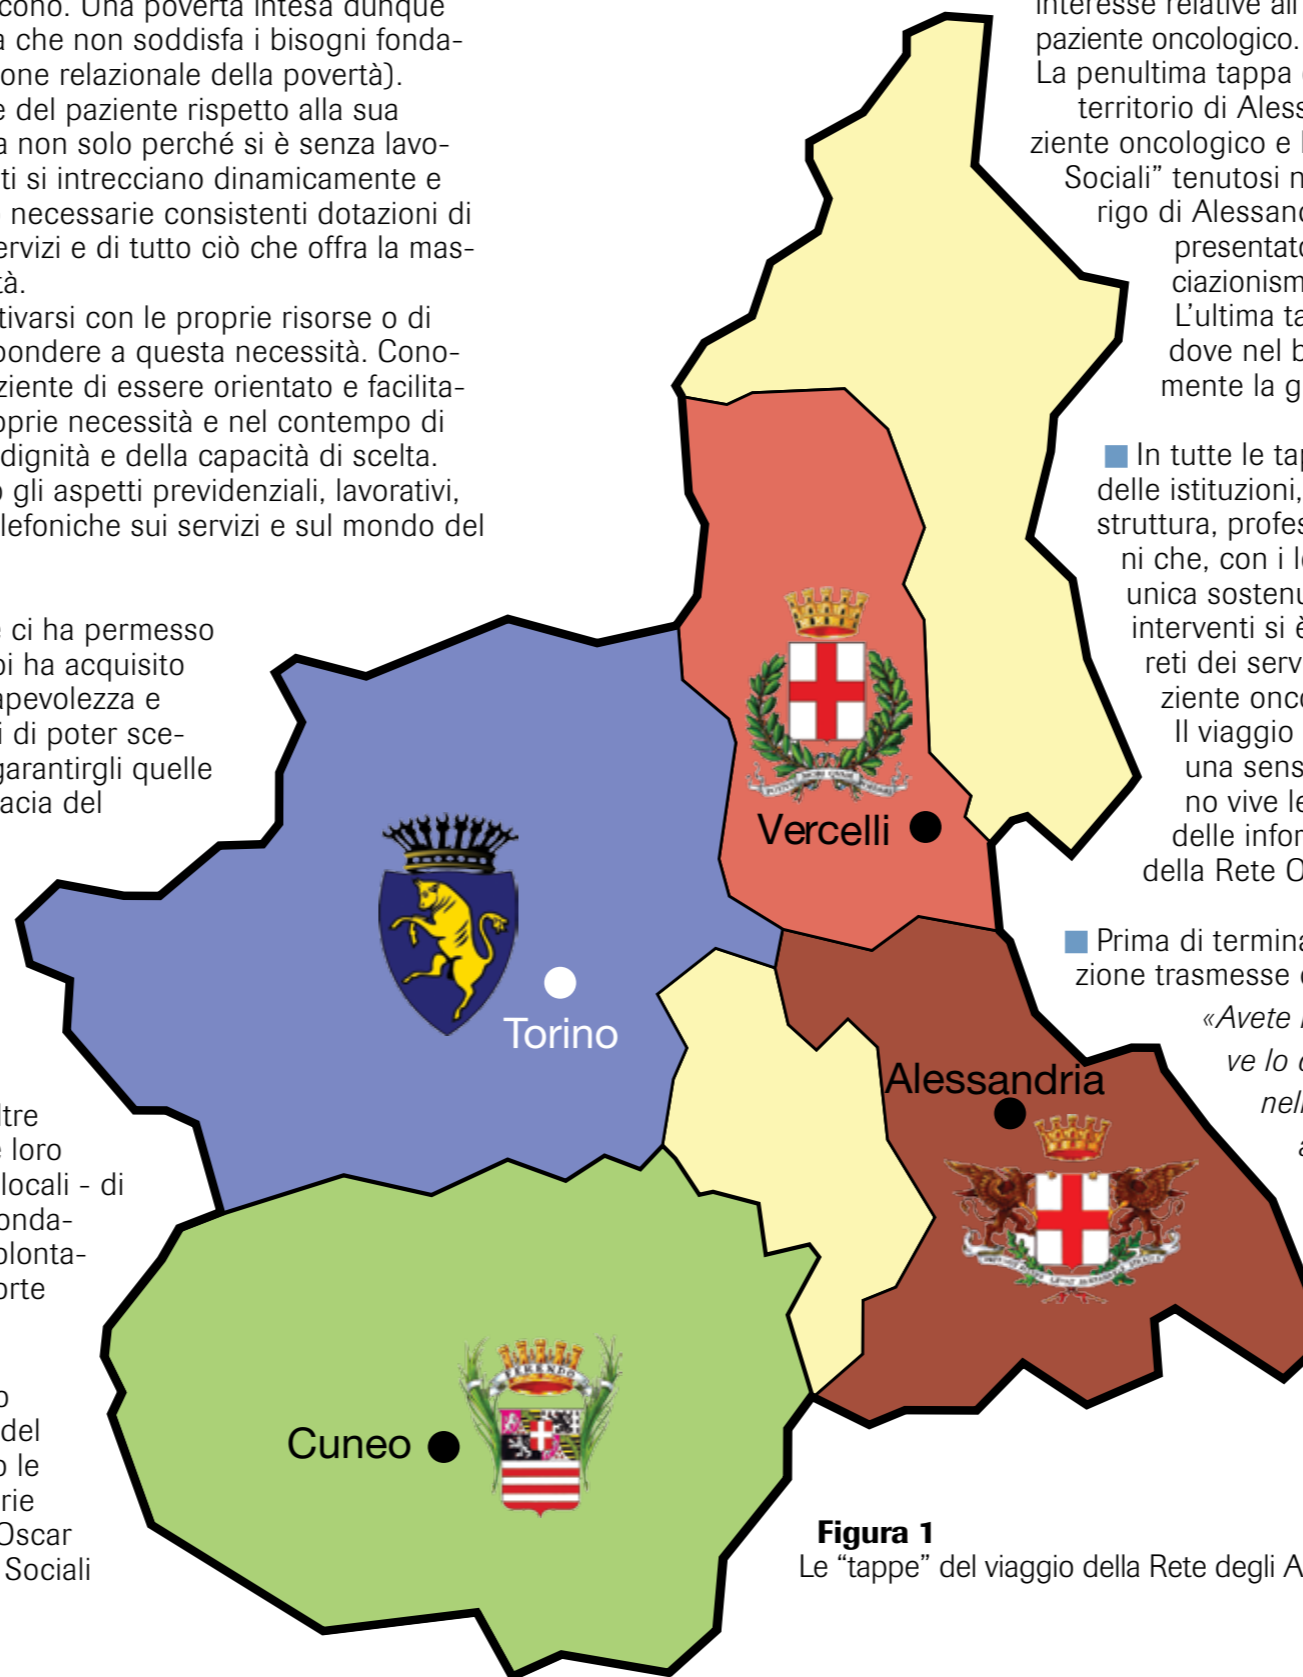 cono. Una povertà intesa dunque
a che non soddisfa i bisogni fonda-
one relazionale della povertà).
e del paziente rispetto alla sua
a non solo perché si è senza lavo-
ti si intrecciano dinamicamente e
necessarie consistenti dotazioni di
ervizi e di tutto ciò che offra la mas-
tà.
tivarsi con le proprie risorse o di
pondere a questa necessità. Cono-
ziente di essere orientato e facilita-
oprie necessità e nel contempo di
dignità e della capacità di scelta.
o gli aspetti previdenziali, lavorativi,
lefoniche sui servizi e sul mondo del
e ci ha permesso
oi ha acquisito
apevolezza e
i di poter sce-
garantirgli quelle
acia del
ltre
e loro
locali - di
onda-
olonta-
orte
o
del
o le
rie
Oscar
Sociali
interesse relative all'
paziente oncologico.
La penultima tappa
territorio di Aless
ziente oncologico e
Sociali” tenutosi n
rigo di Alessand
presentato
ciazionism
L’ultima ta
dove nel b
mente la g
■ In tutte le tap
delle istituzioni,
struttura, profes
ni che, con i lo
unica sostenu
interventi si è
reti dei serv
ziente onco
Il viaggio
una sens
no vive le
delle infor
della Rete O
■ Prima di termina
zione trasmesse
«Avete
ve lo
nell
a
Vercelli
Torino
Alessandria
Cuneo
FERENDO
Figura 1
Le “tappe” del viaggio della Rete degli A